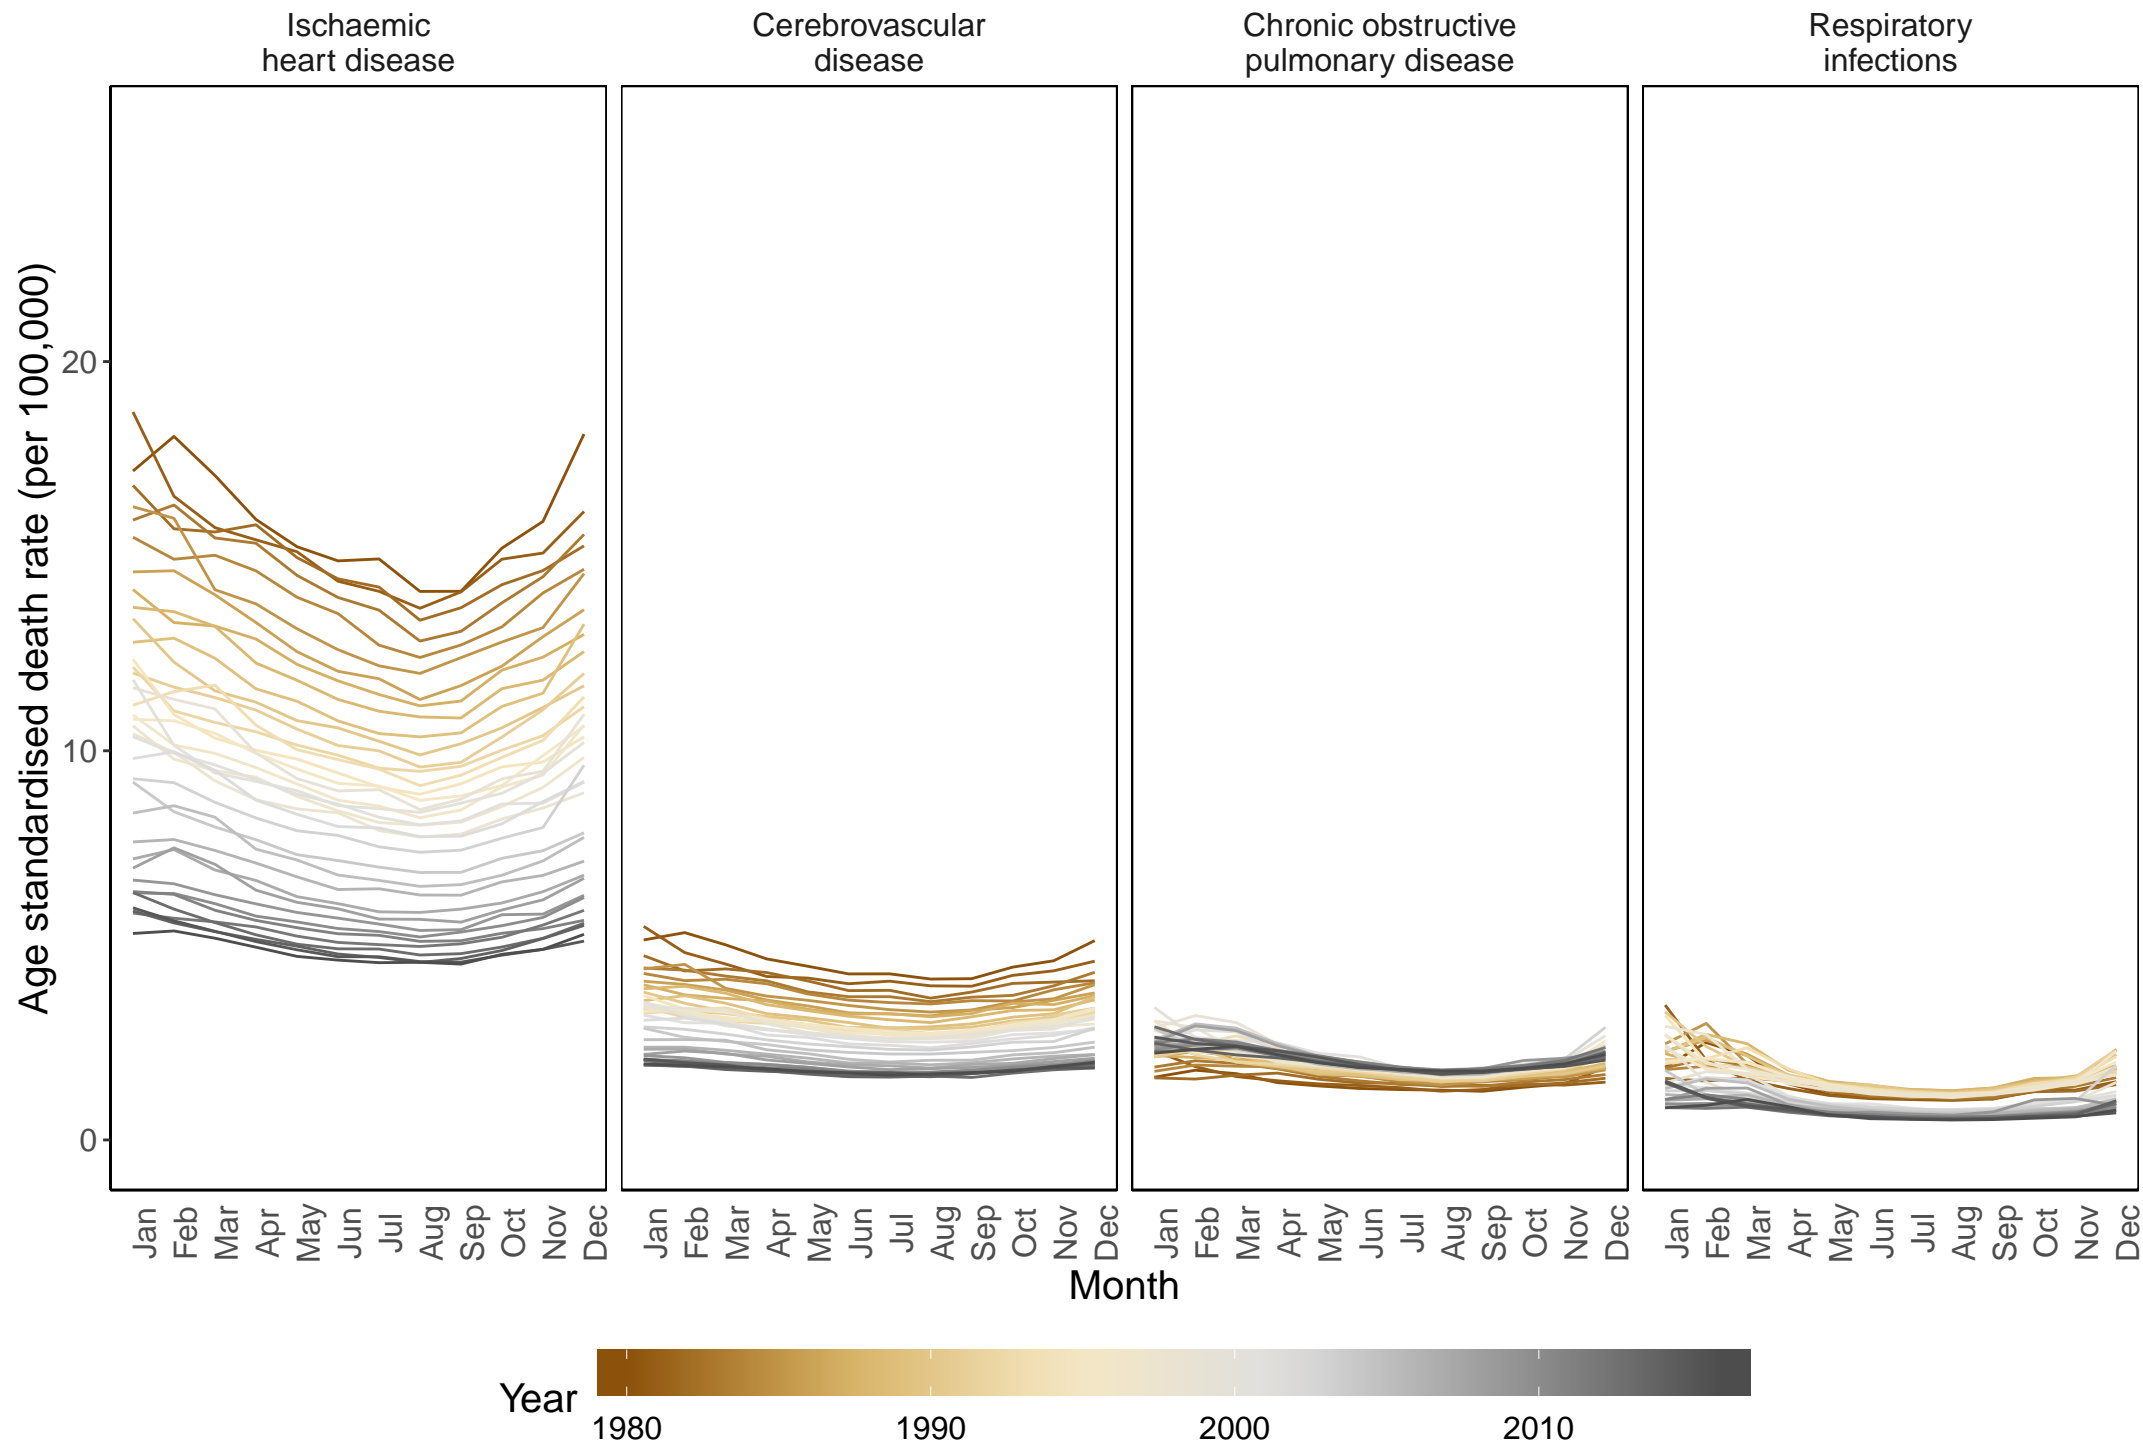 Ischaemic
heart disease
Cerebrovascular
disease
Chronic obstructive
pulmonary disease
Respiratory
infections
Age standardised death rate (per 100,000)
20
10
0
Jan Feb Mar Apr May Jun Jul Aug Sep Oct Nov Dec
Jan Feb Mar Apr May Jun Jul Aug Sep Oct Nov Dec
Jan Feb Mar Apr May Jun Jul Aug Sep Oct Nov Dec
Jan Feb Mar Apr May Jun Jul Aug Sep Oct Nov Dec
Month
Year
1980 1990 2000 2010